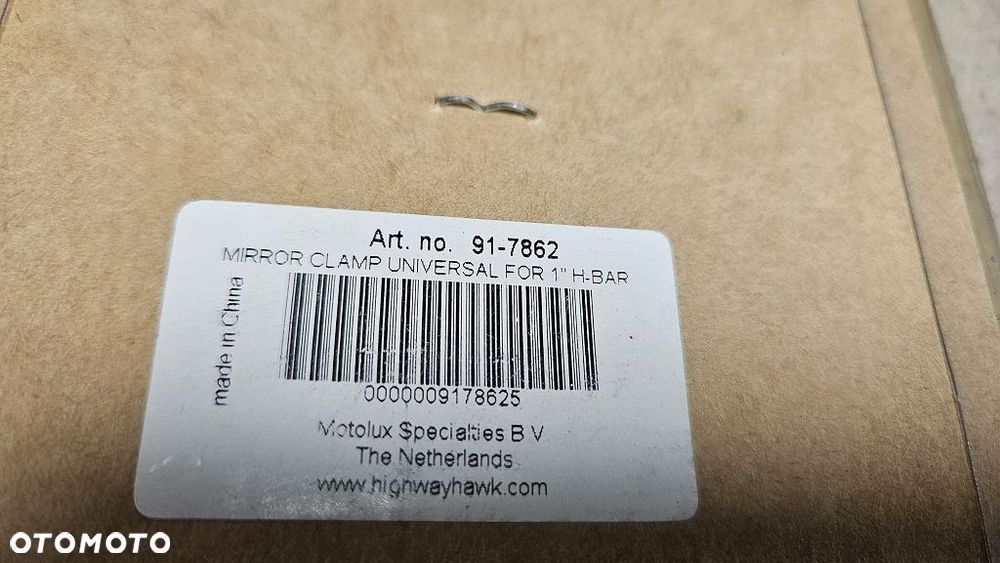 Art. no. 91-7862
MIRROR CLAMP UNIVERSAL FOR 1" H-BAR
made in China
0000009178625
Motolux Specialties B V
The Netherlands
www.highwayhawk.com
OTOMOTO